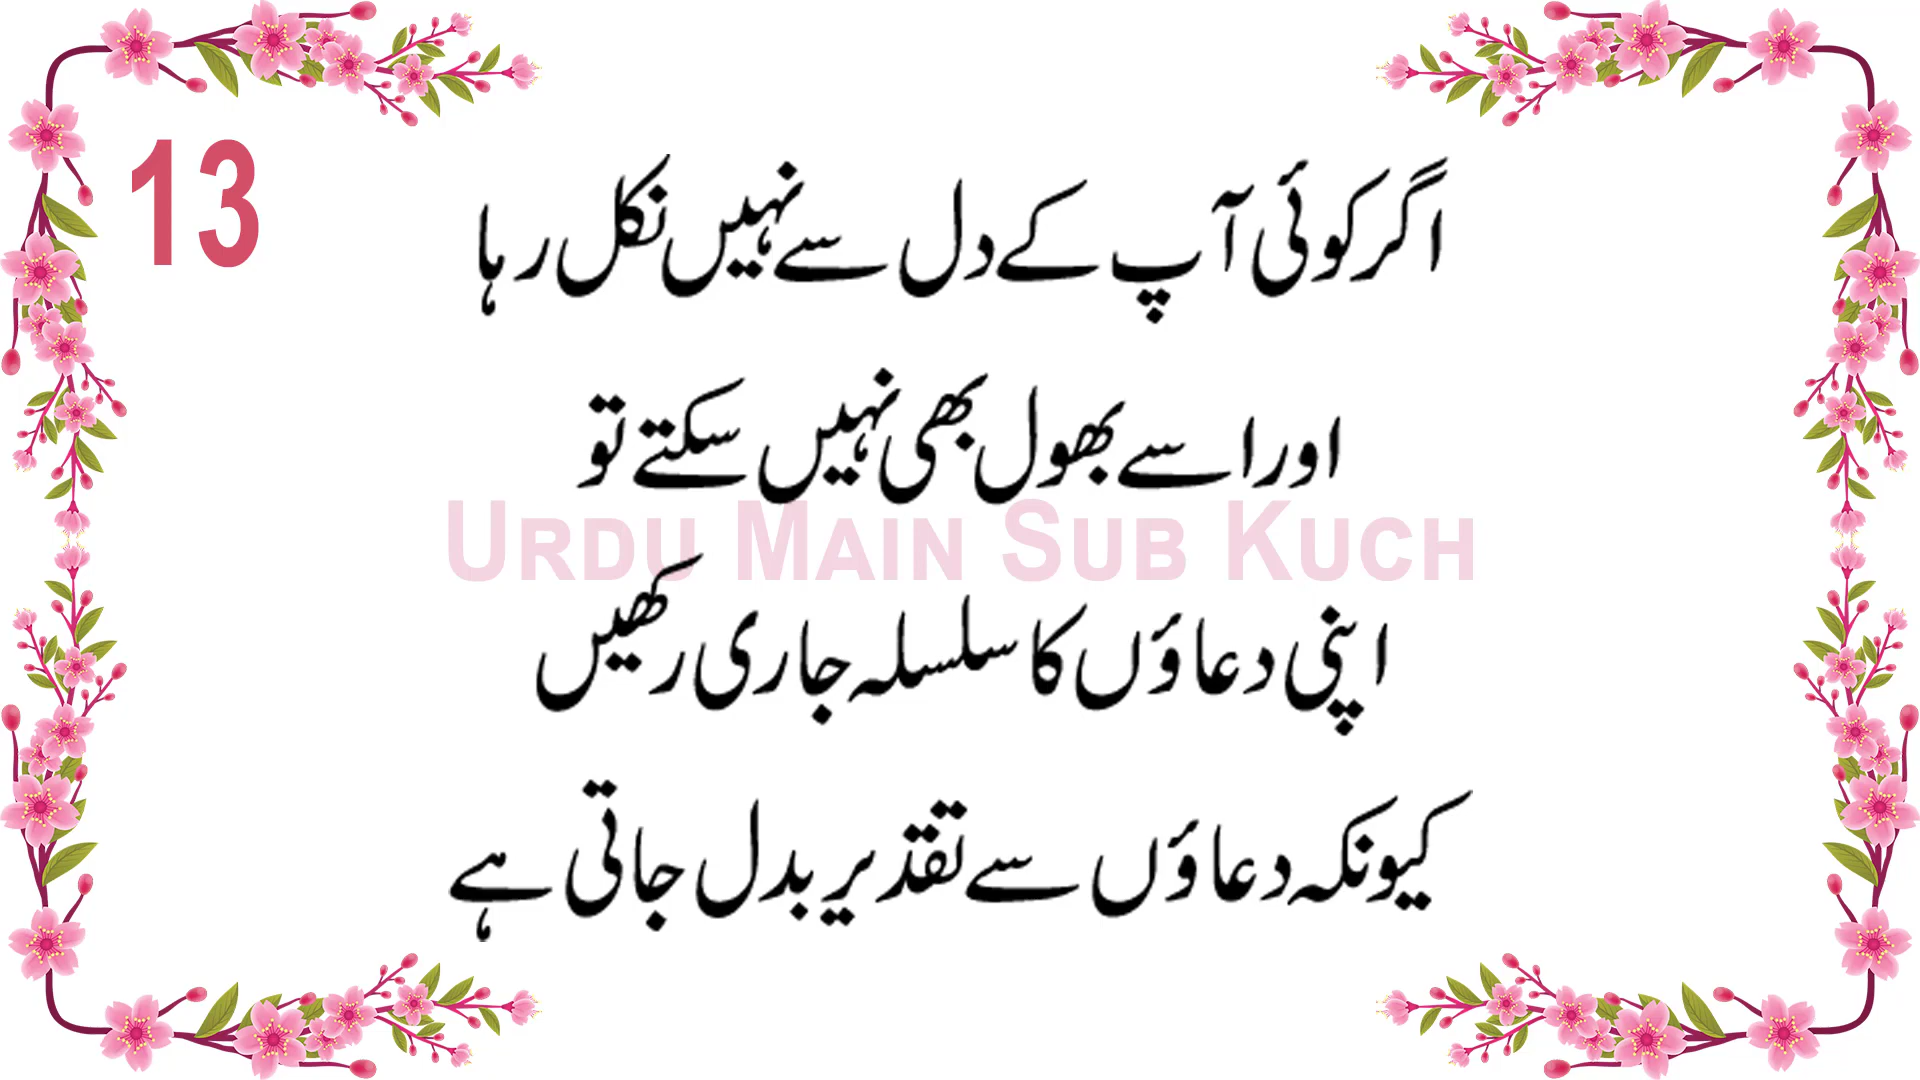 13
اگر کوئی آپ کے دل سے نہیں نکل رہا
اور اسے بھول بھی نہیں سکتے تو
URDU MAIN SUB KUCH
اپنی دعاؤں کا سلسلہ جاری رکھیں
کیونکہ دعاؤں سے تقدیر بدل جاتی ہے